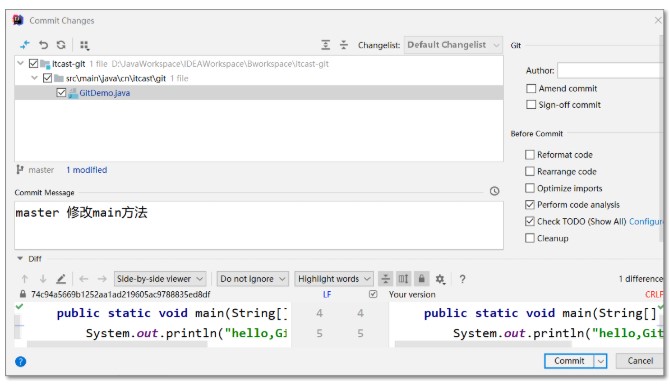 Commit Changes
Changelist: Default Changelist
itcast-git 1 file D:\JavaWorkspace\IDEAWorkspace\Bworkspace\itcast-git
src\main\java\cn\itcast\git 1 file
GitDemo.java
master 1 modified
Commit Message
master 修改main方法
Git
Author:
Amend commit
Sign-off commit
Before Commit
Reformat code
Rearrange code
Optimize imports
Perform code analysis
Check TODO (Show All) Configure
Cleanup
Diff
Side-by-side viewer Do not ignore Highlight words ? 1 difference
74c94a5669b1252aa1ad219605ac9788835ed8df LF Your version CRLF
public static void main(String[] 4 4 public static void main(String[]
System.out.println("hello,Gi 5 5 System.out.println("hello,Git
? Commit Cancel